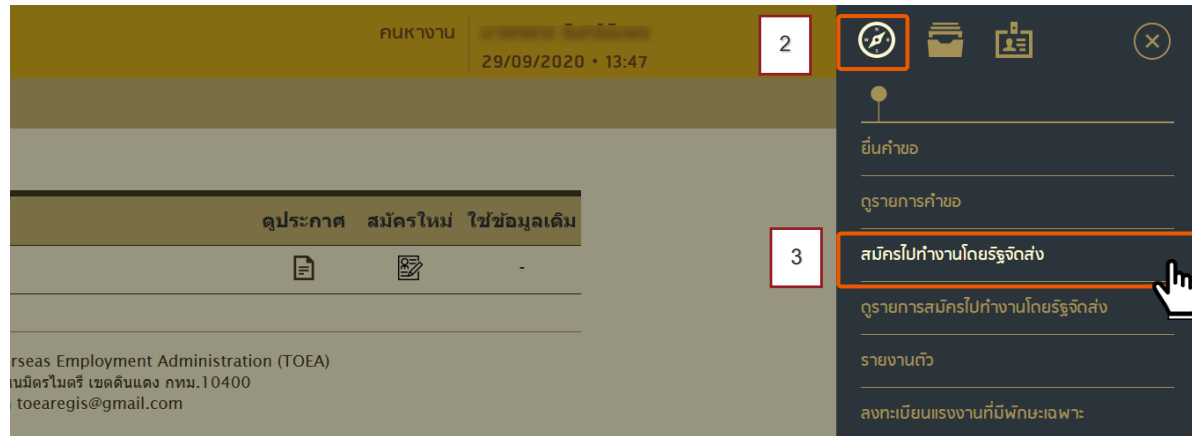 ค้นหางาน
29/09/2020 • 13:47
2
ยื่นคำขอ
ดูรายการคำขอ
3
สมัครไปทำงานโดยรัฐจัดส่ง
ดูรายการสมัครไปทำงานโดยรัฐจัดส่ง
รายงานตัว
ลงทะเบียนแรงงานที่มีทักษะเฉพาะ
ดูประกาศ สมัครใหม่ ใช้ข้อมูลเดิม
-
rseas Employment Administration (TOEA)
นมิตรไมตรี เขตดินแดง กทม.10400
toearegis@gmail.com